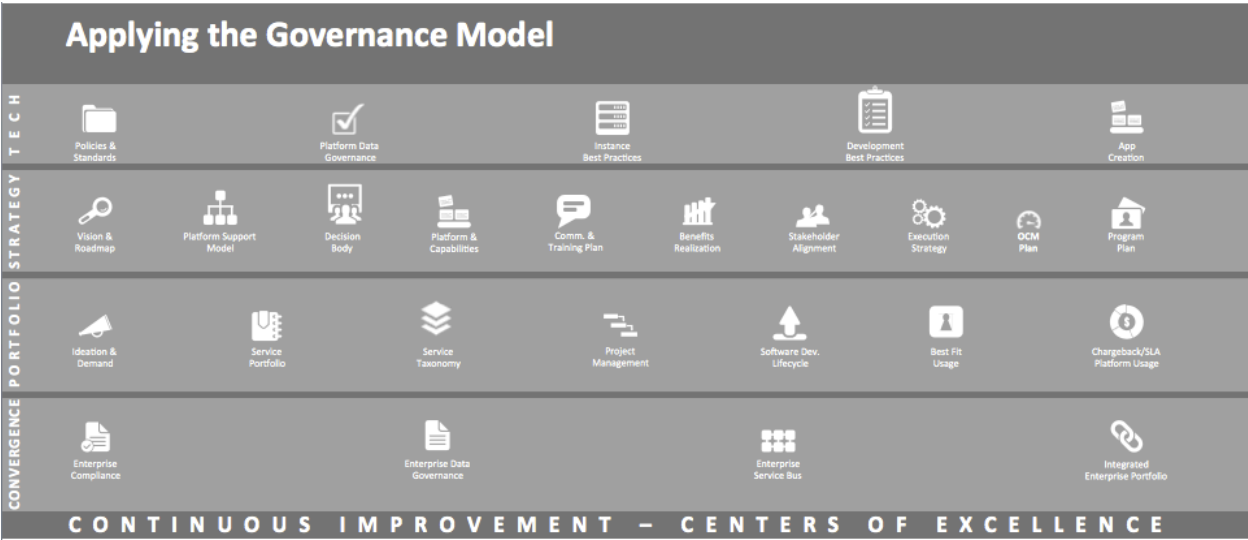 Applying the Governance Model
TECH
Policies &
Standards
Platform Data
Governance
Instance
Best Practices
Development
Best Practices
App
Creation
STRATEGY
Vision &
Roadmap
Platform Support
Model
Decision
Body
Platform &
Capabilities
Comm. &
Training Plan
Benefits
Realization
Stakeholder
Alignment
Execution
Strategy
OCM
Plan
Program
Plan
PORTFOLIO
Ideation &
Demand
Service
Portfolio
Service
Taxonomy
Project
Management
Software Dev.
Lifecycle
Best Fit
Usage
Chargeback/SLA
Platform Usage
CONVERGENCE
Enterprise
Compliance
Enterprise Data
Governance
Enterprise
Service Bus
Integrated
Enterprise Portfolio
CONTINUOUS IMPROVEMENT – CENTERS OF EXCELLENCE